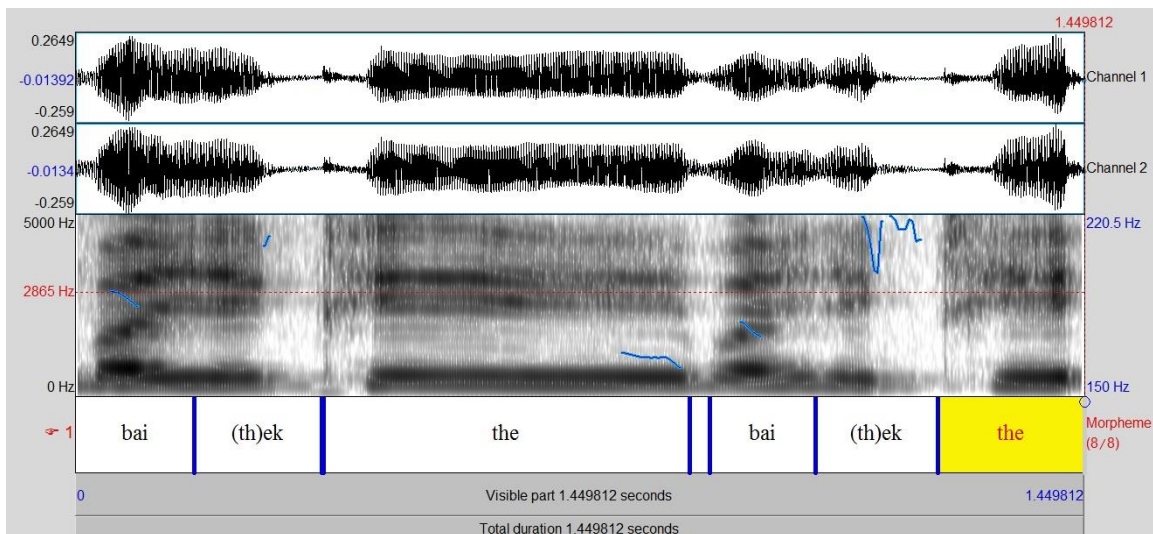 1.449812
0.2649
-0.01392
-0.259
Channel 1
0.2649
-0.0134
-0.259
Channel 2
5000 Hz
2865 Hz
0 Hz
220.5 Hz
150 Hz
☞ 1
bai (th)ek the bai (th)ek the
Morpheme
(8/8)
0 Visible part 1.449812 seconds 1.449812
Total duration 1.449812 seconds